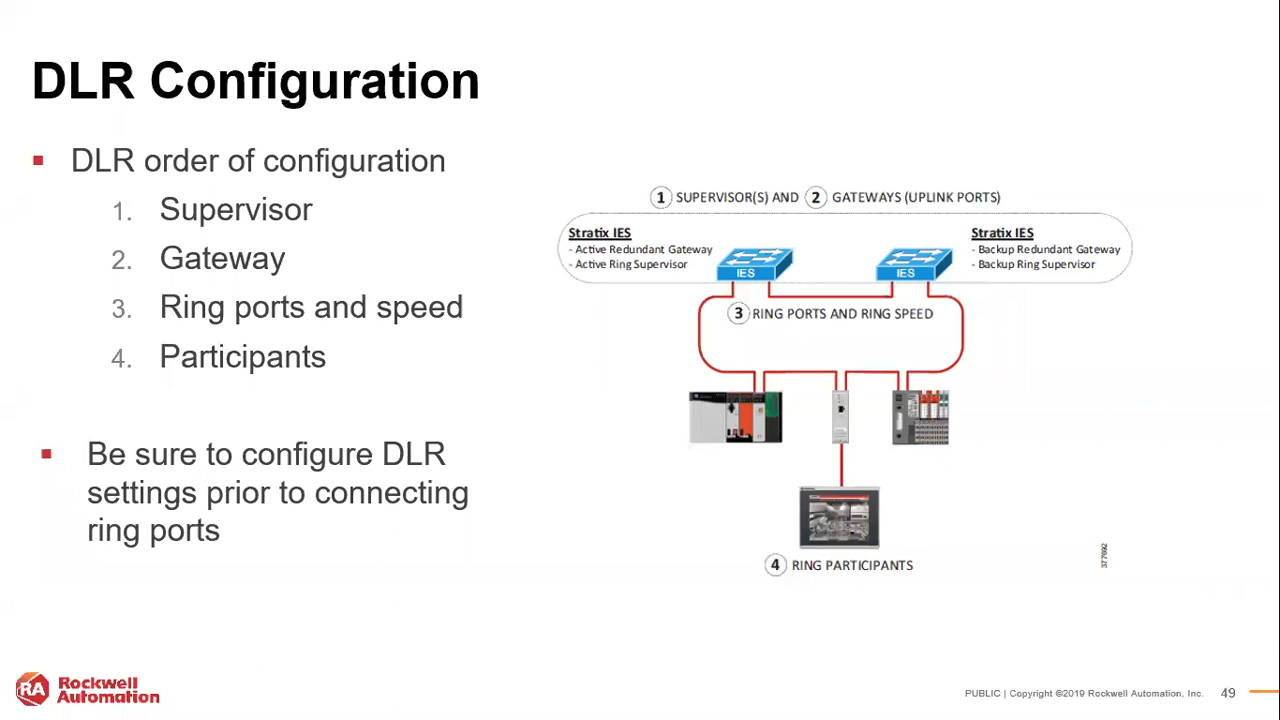 DLR Configuration
▪ DLR order of configuration
1. Supervisor
2. Gateway
3. Ring ports and speed
4. Participants
▪ Be sure to configure DLR
settings prior to connecting
ring ports
1 SUPERVISOR(S) AND 2 GATEWAYS (UPLINK PORTS)
Stratix IES
- Active Redundant Gateway
- Active Ring Supervisor
IES
IES
Stratix IES
- Backup Redundant Gateway
- Backup Ring Supervisor
3 RING PORTS AND RING SPEED
4 RING PARTICIPANTS
377692
RA Rockwell
Automation
PUBLIC | Copyright ©2019 Rockwell Automation, Inc. 49